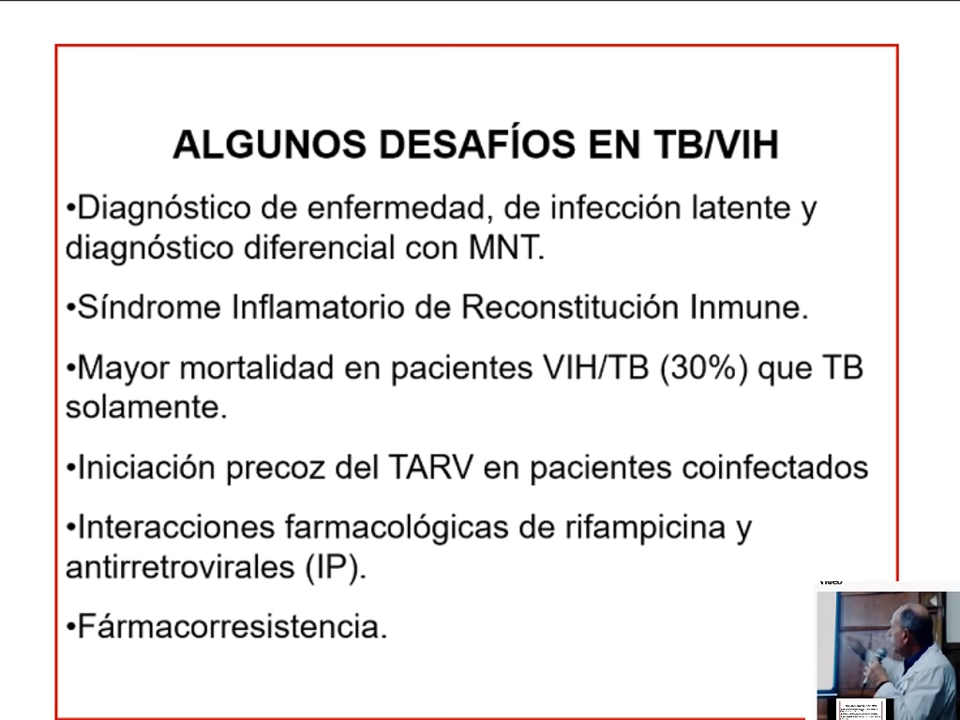 ALGUNOS DESAFÍOS EN TB/VIH
•Diagnóstico de enfermedad, de infección latente y
diagnóstico diferencial con MNT.
•Síndrome Inflamatorio de Reconstitución Inmune.
•Mayor mortalidad en pacientes VIH/TB (30%) que TB
solamente.
•Iniciación precoz del TARV en pacientes coinfectados
•Interacciones farmacológicas de rifampicina y
antirretrovirales (IP).
•Fármacorresistencia.
Video